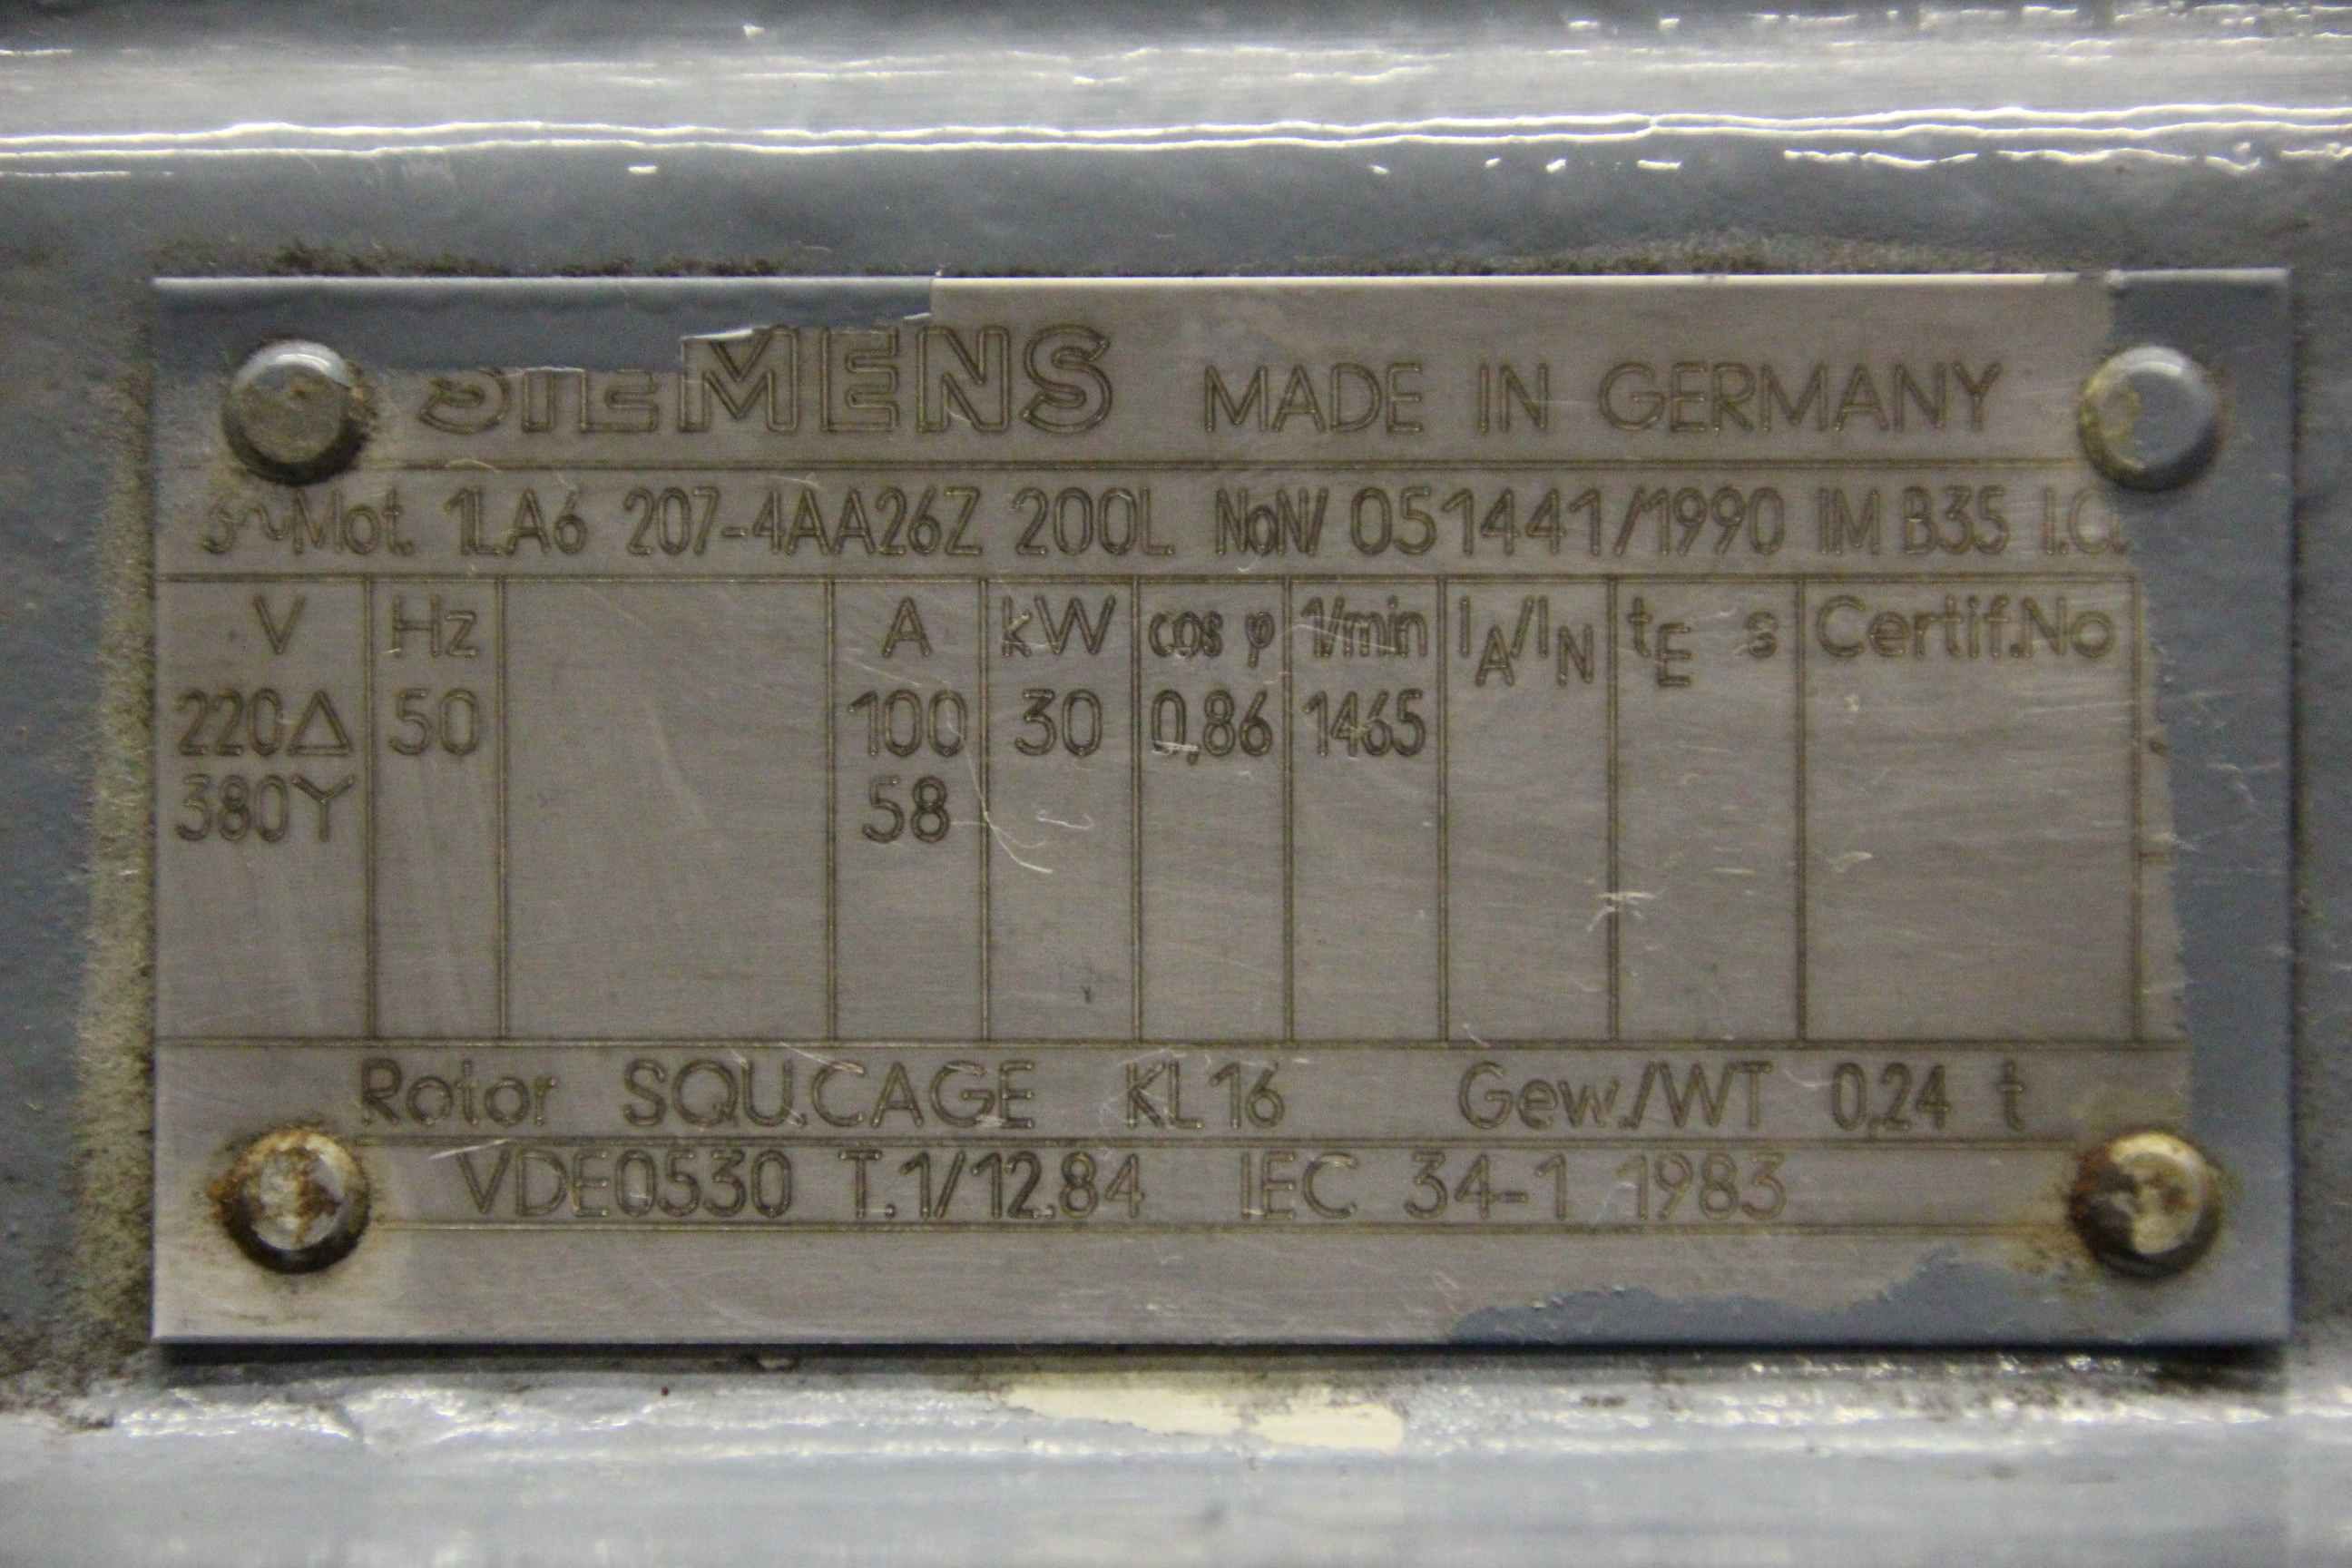 SIEMENS MADE IN GERMANY
3~Mot. 1LA6 207-4AA26Z 200L NoN/ 051441/1990 IM B35
V Hz A kW cos φ 1/min IA/IN tE s Certif.No
220Δ 50 100 30 0,86 1465
380Y 58
Rotor SQU.CAGE KL16 Gew./WT 0,24 t
VDE0530 T.1/12.84 IEC 34-1 1983